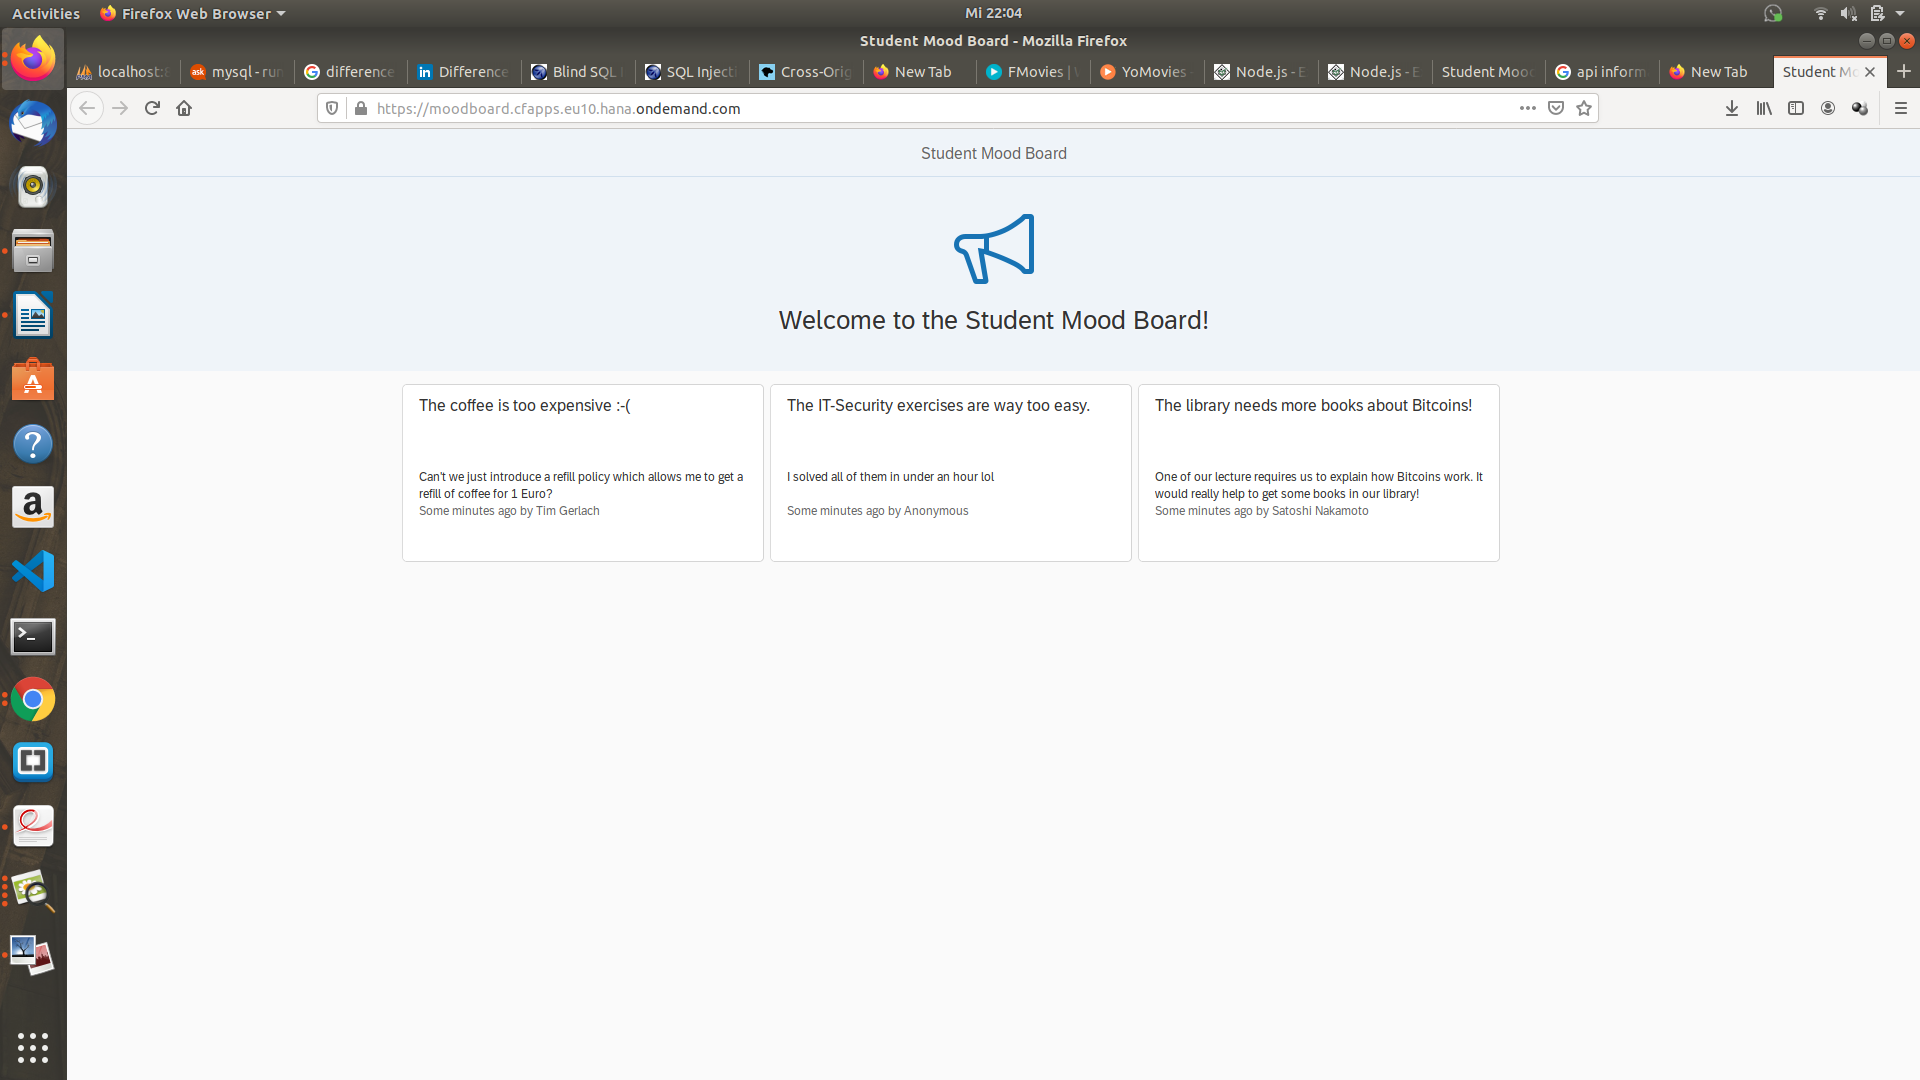 Activities Firefox Web Browser Mi 22:04
Student Mood Board - Mozilla Firefox
localhost: mysql - run difference Difference Blind SQL SQL Injecti Cross-Orig New Tab FMovies | YoMovies - Node.js - E Node.js - E Student Mood api inform New Tab Student Mo
https://moodboard.cfapps.eu10.hana.ondemand.com
Student Mood Board
Welcome to the Student Mood Board!
The coffee is too expensive :-(
Can't we just introduce a refill policy which allows me to get a
refill of coffee for 1 Euro?
Some minutes ago by Tim Gerlach
The IT-Security exercises are way too easy.
I solved all of them in under an hour lol
Some minutes ago by Anonymous
The library needs more books about Bitcoins!
One of our lecture requires us to explain how Bitcoins work. It
would really help to get some books in our library!
Some minutes ago by Satoshi Nakamoto